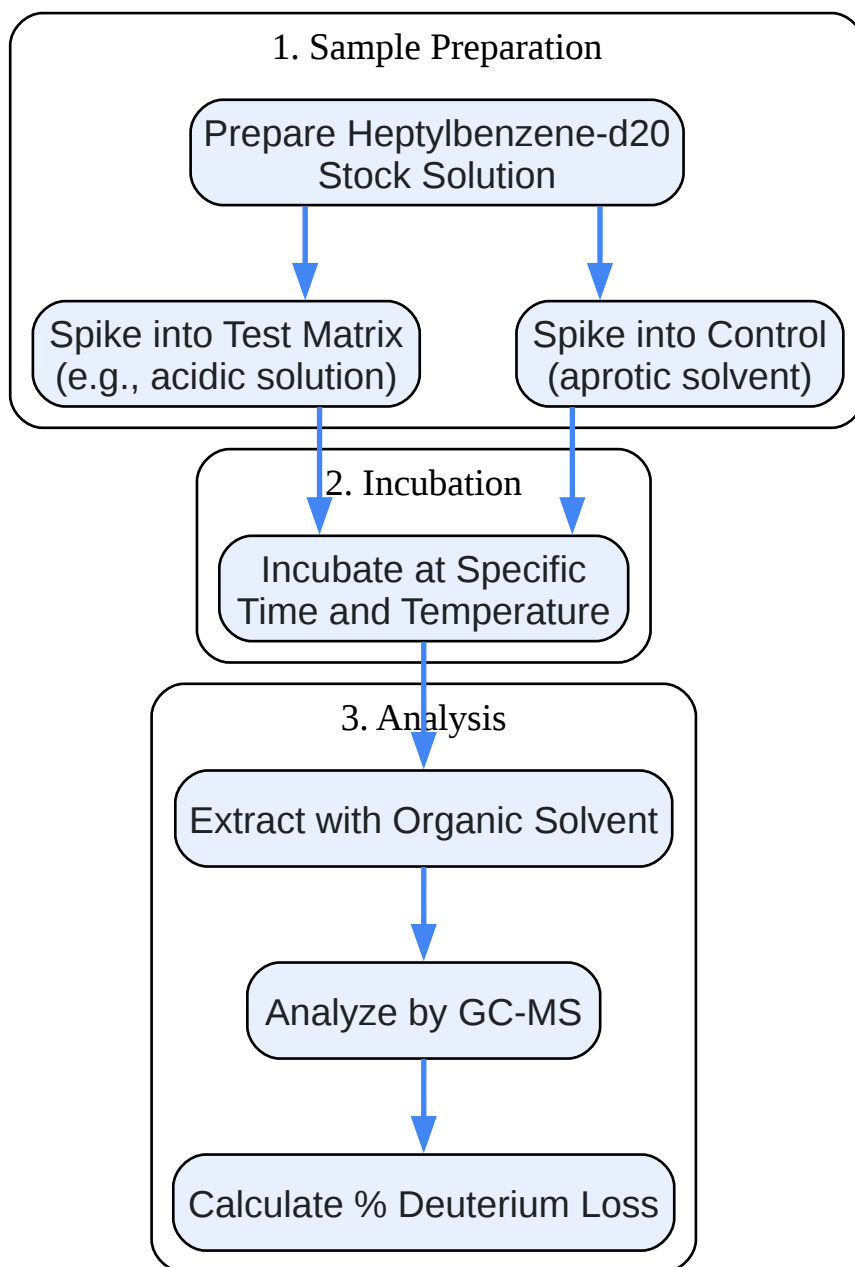 1. Sample Preparation
Prepare Heptylbenzene-d20
Stock Solution
Spike into Test Matrix
(e.g., acidic solution)
Spike into Control
(aprotic solvent)
2. Incubation
Incubate at Specific
Time and Temperature
3. Analysis
Extract with Organic Solvent
Analyze by GC-MS
Calculate % Deuterium Loss